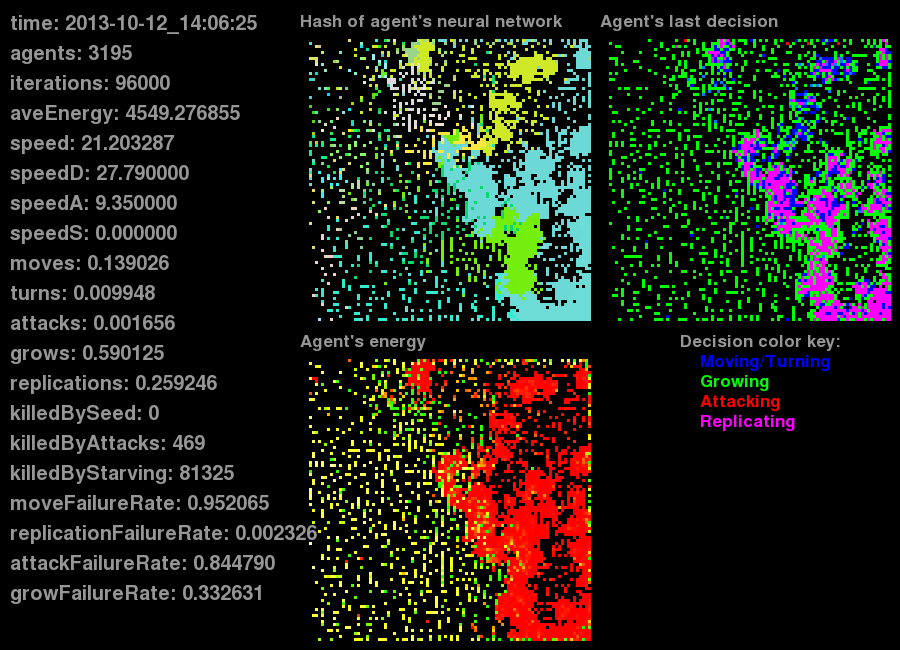 time: 2013-10-12_14:06:25
agents: 3195
iterations: 96000
aveEnergy: 4549.276855
speed: 21.203287
speedD: 27.790000
speedA: 9.350000
speedS: 0.000000
moves: 0.139026
turns: 0.009948
attacks: 0.001656
grows: 0.590125
replications: 0.259246
killedBySeed: 0
killedByAttacks: 469
killedByStarving: 81325
moveFailureRate: 0.952065
replicationFailureRate: 0.002326
attackFailureRate: 0.844790
growFailureRate: 0.332631
Hash of agent's neural network
Agent's last decision
Agent's energy
Decision color key:
Moving/Turning
Growing
Attacking
Replicating